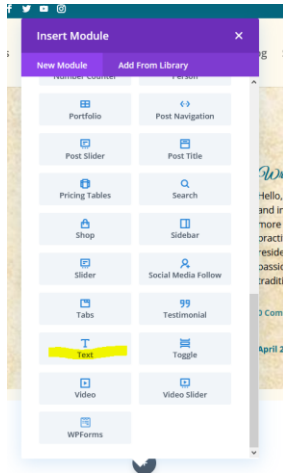 Insert Module
New Module Add From Library
Number Counter Person
Portfolio Post Navigation
Post Slider Post Title
Pricing Tables Search
Shop Sidebar
Slider Social Media Follow
Tabs Testimonial
Text Toggle
Video Video Slider
WPForms
Hello,
and in
more
practi
reside
passio
traditi
0 Com
April 2